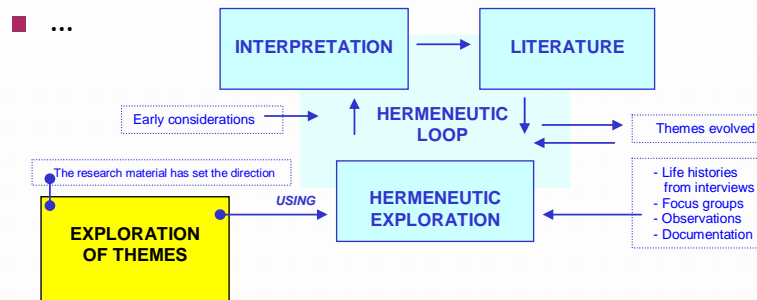 ...
INTERPRETATION
LITERATURE
Early considerations
HERMENEUTIC
LOOP
Themes evolved
The research material has set the direction
USING
HERMENEUTIC
EXPLORATION
- Life histories
from interviews
- Focus groups
- Observations
- Documentation
EXPLORATION
OF THEMES